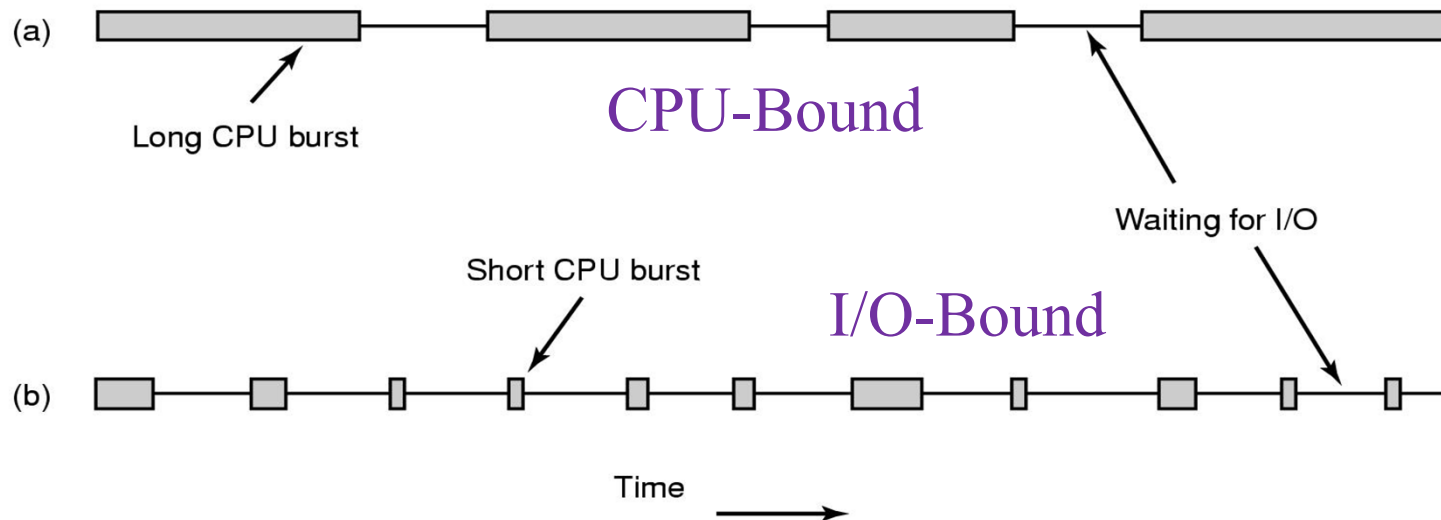 (a)
Long CPU burst
CPU-Bound
Waiting for I/O
Short CPU burst
I/O-Bound
(b)
Time